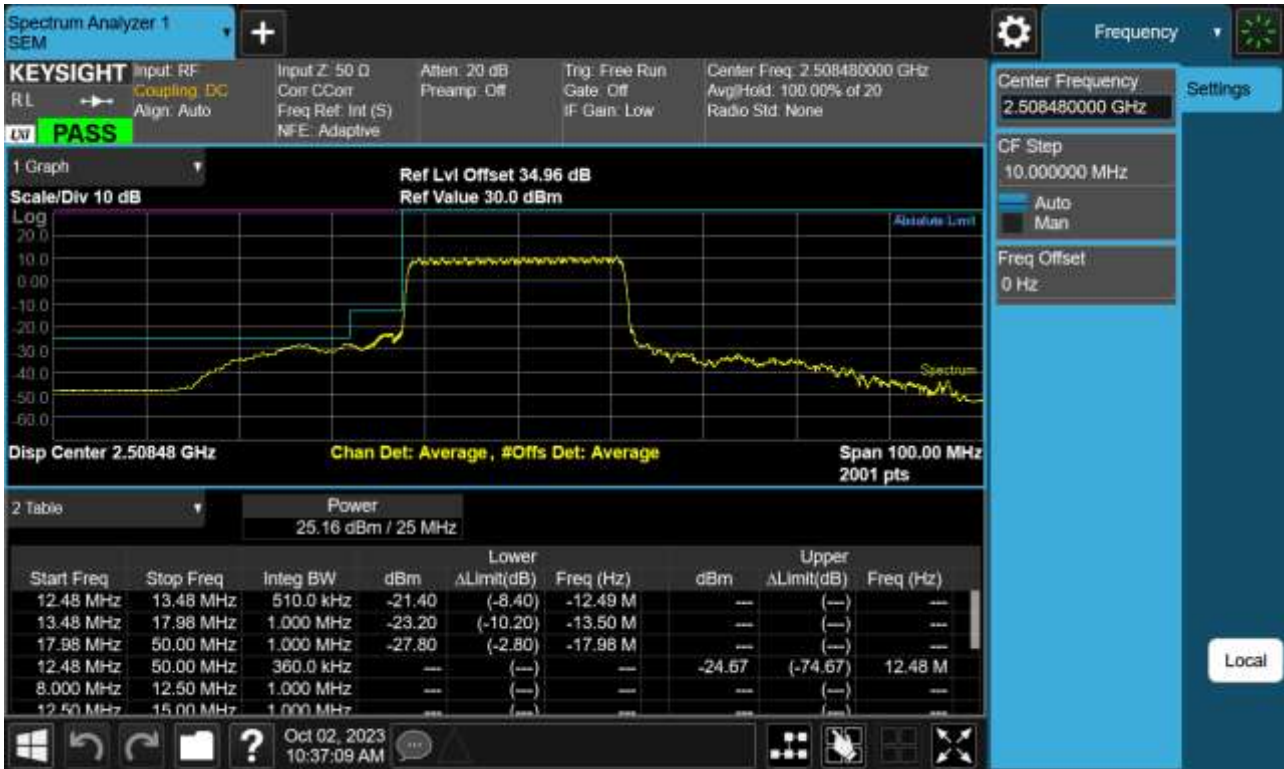 Spectrum Analyzer 1
SEM
+
Frequency
KEYSIGHT
RL
LXI
PASS
Input: RF
Coupling: DC
Align: Auto
Input Z: 50 Ω
Corr CCorr
Freq Ref: Int (S)
NFE: Adaptive
Atten: 20 dB
Preamp: Off
Trig: Free Run
Gate: Off
IF Gain: Low
Center Freq: 2.508480000 GHz
Avg|Hold: 100.00% of 20
Radio Std: None
Center Frequency
2.508480000 GHz
Settings
CF Step
10.000000 MHz
Auto
Man
Freq Offset
0 Hz
1 Graph
Scale/Div 10 dB
Ref Lvl Offset 34.96 dB
Ref Value 30.0 dBm
Log
Absolute Limit
20.0
10.0
0.00
-10.0
-20.0
-30.0
-40.0
-50.0
-60.0
Spectrum
Disp Center 2.50848 GHz
Chan Det: Average, #Offs Det: Average
Span 100.00 MHz
2001 pts
2 Table
Power
25.16 dBm / 25 MHz
Lower Upper
Start Freq Stop Freq Integ BW dBm ΔLimit(dB) Freq (Hz) dBm ΔLimit(dB) Freq (Hz)
12.48 MHz 13.48 MHz 510.0 kHz -21.40 (-8.40) -12.49 M --- (---) ---
13.48 MHz 17.98 MHz 1.000 MHz -23.20 (-10.20) -13.50 M --- (---) ---
17.98 MHz 50.00 MHz 1.000 MHz -27.80 (-2.80) -17.98 M --- (---) ---
12.48 MHz 50.00 MHz 360.0 kHz --- (---) --- -24.67 (-74.67) 12.48 M
8.000 MHz 12.50 MHz 1.000 MHz --- (---) --- --- (---) ---
12.50 MHz 15.00 MHz 1.000 MHz --- (---) --- --- (---) ---
Local
?
Oct 02, 2023
10:37:09 AM